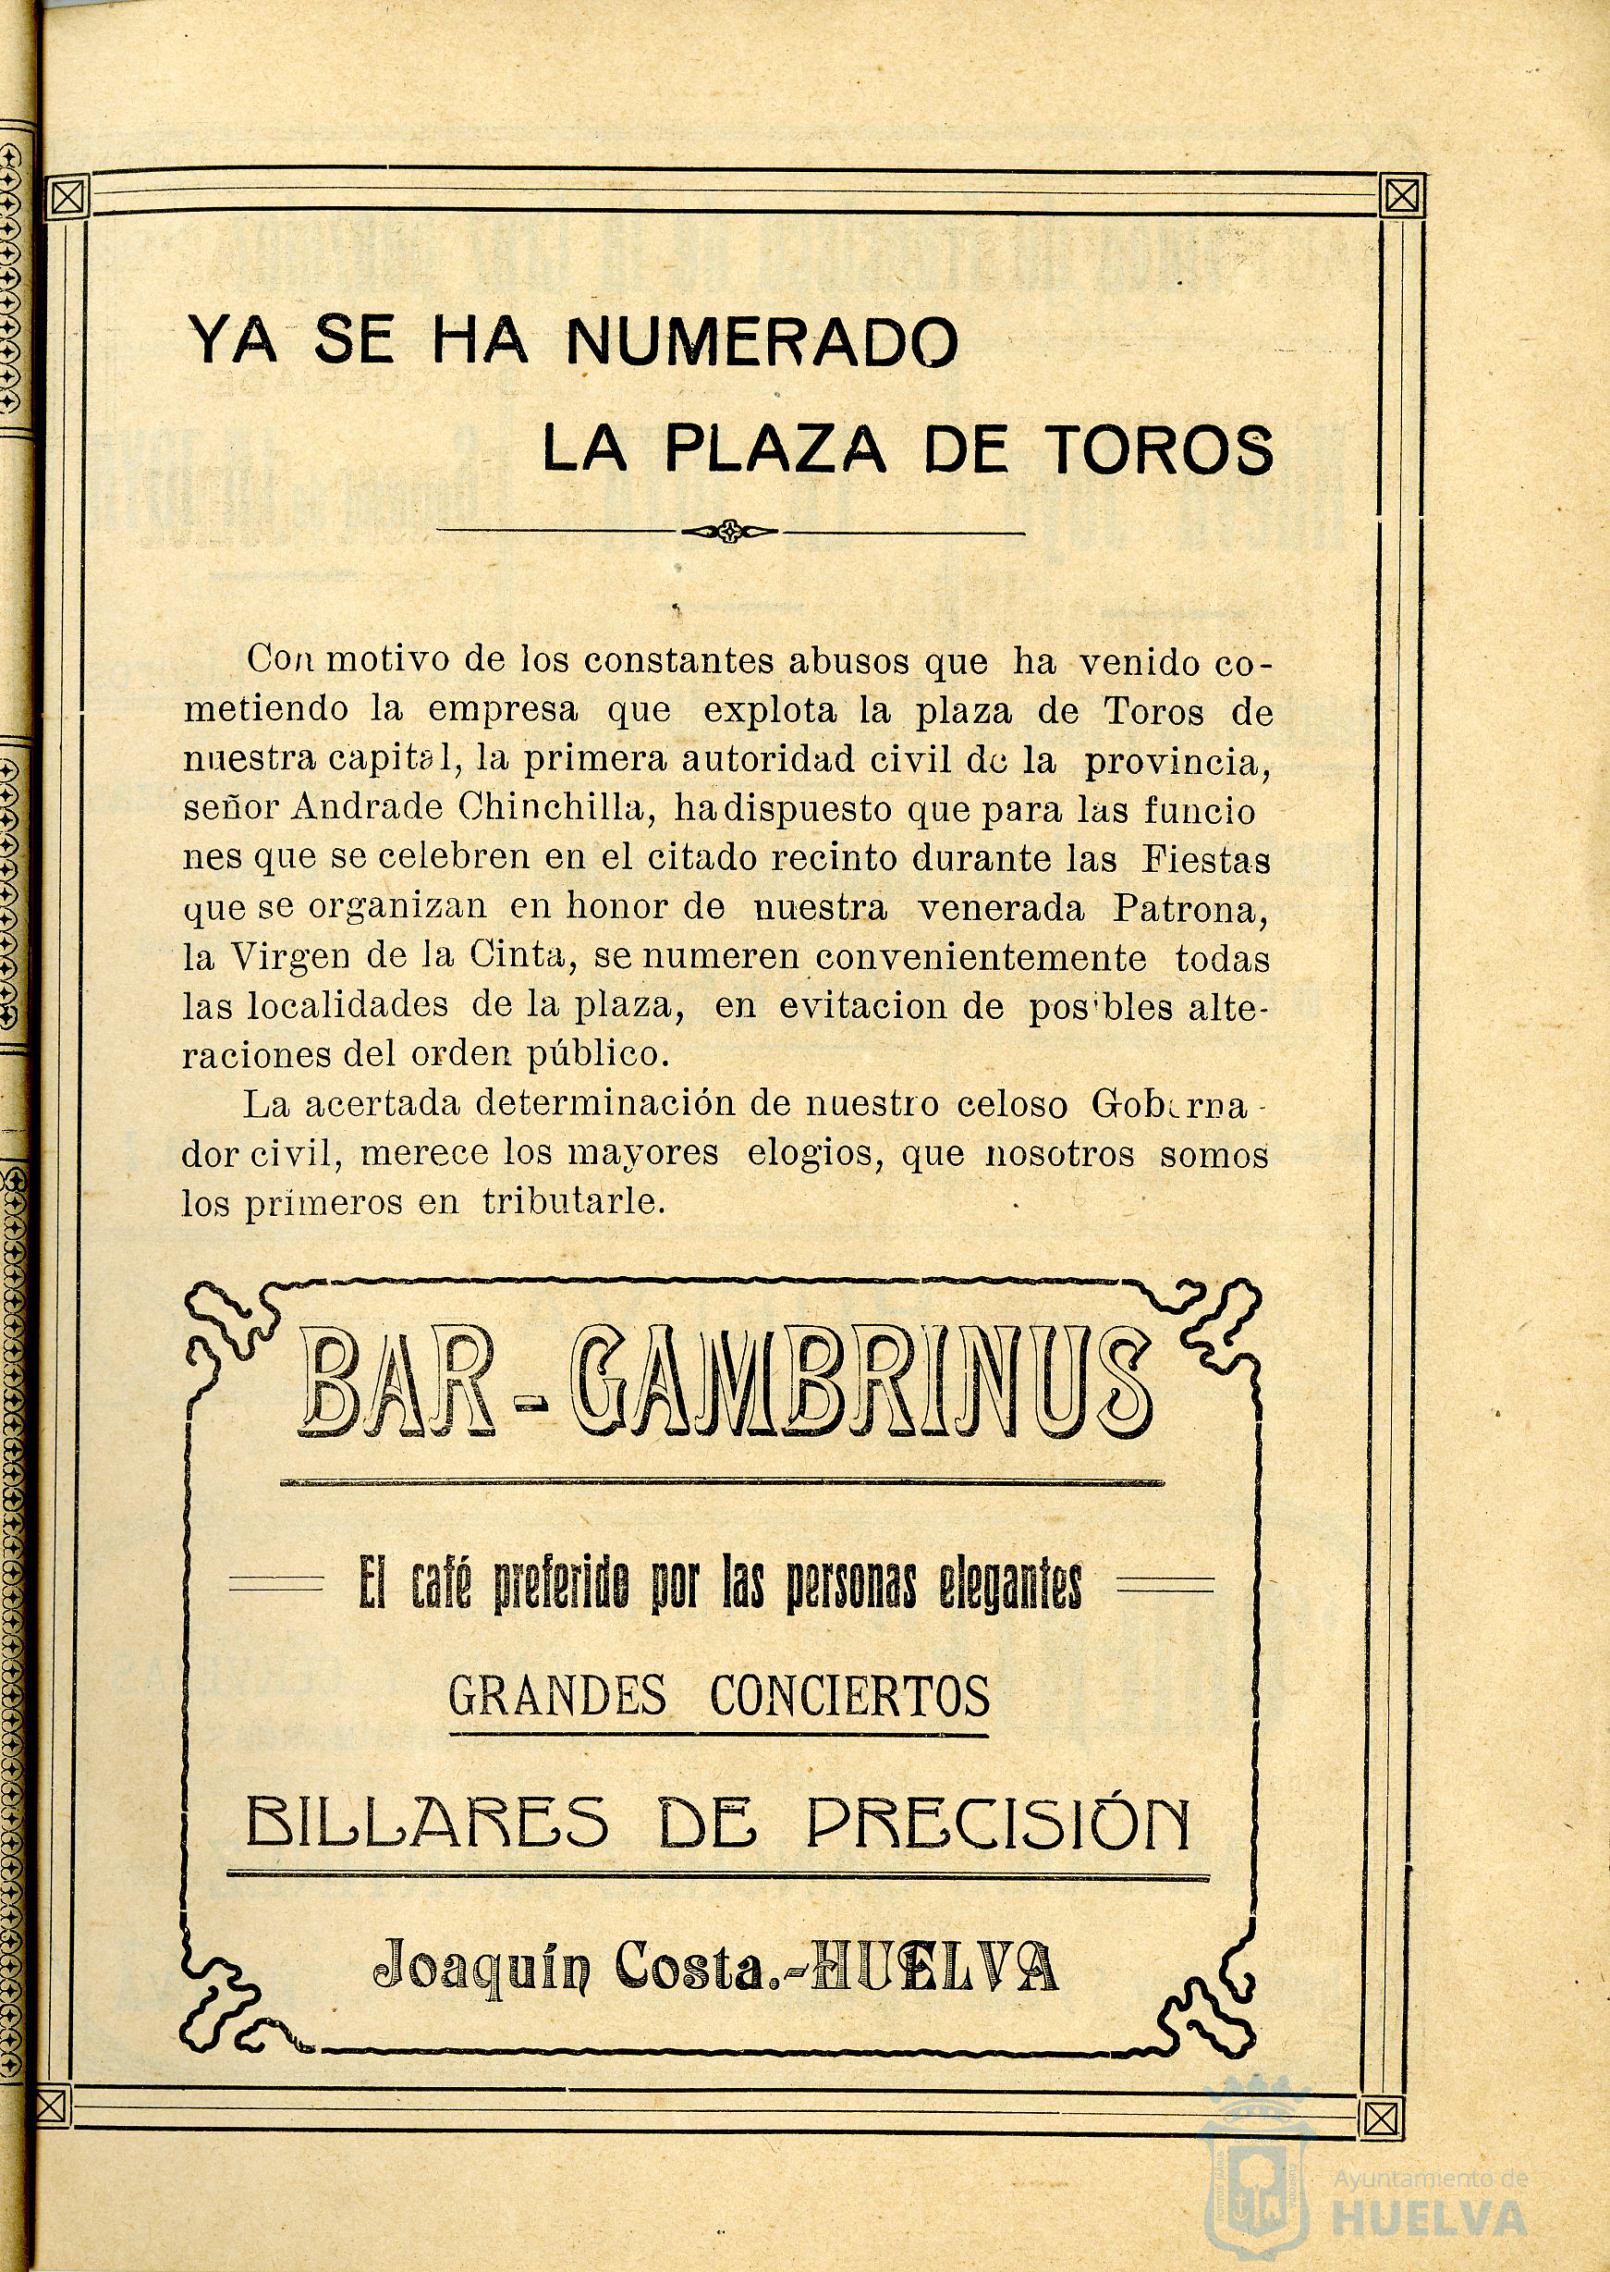 YA SE HA NUMERADO
LA PLAZA DE TOROS
Con motivo de los constantes abusos que ha venido co-
metiendo la empresa que explota la plaza de Toros de
nuestra capital, la primera autoridad civil de la provincia,
señor Andrade Chinchilla, ha dispuesto que para las funcio
nes que se celebren en el citado recinto durante las Fiestas
que se organizan en honor de nuestra venerada Patrona,
la Virgen de la Cinta, se numeren convenientemente todas
las localidades de la plaza, en evitacion de posibles alte-
raciones del orden público.
La acertada determinación de nuestro celoso Goberna-
dor civil, merece los mayores elogios, que nosotros somos
los primeros en tributarle.
BAR-GAMBRINUS
El café preferido por las personas elegantes
GRANDES CONCIERTOS
BILLARES DE PRECISIÓN
Joaquín Costa.-HUELVA
Ayuntamiento de
HUELVA